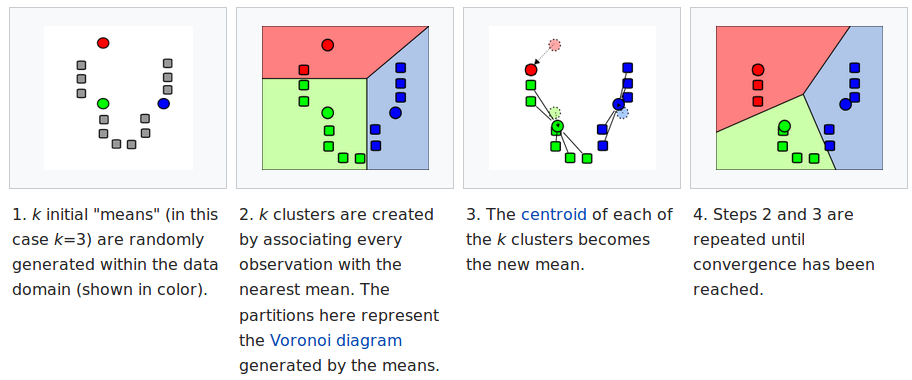 1. k initial "means" (in this
case k=3) are randomly
generated within the data
domain (shown in color).
2. k clusters are created
by associating every
observation with the
nearest mean. The
partitions here represent
the Voronoi diagram
generated by the means.
3. The centroid of each of
the k clusters becomes
the new mean.
4. Steps 2 and 3 are
repeated until
convergence has been
reached.